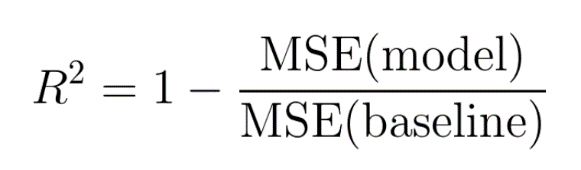 R² = 1 − MSE(model) / MSE(baseline)